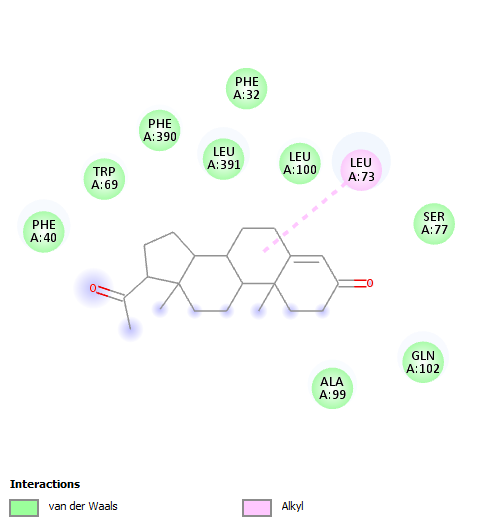 PHE
A:32
PHE
A:390
LEU
A:391
LEU
A:100
LEU
A:73
TRP
A:69
PHE
A:40
SER
A:77
O
O
GLN
A:102
ALA
A:99
Interactions
van der Waals
Alkyl